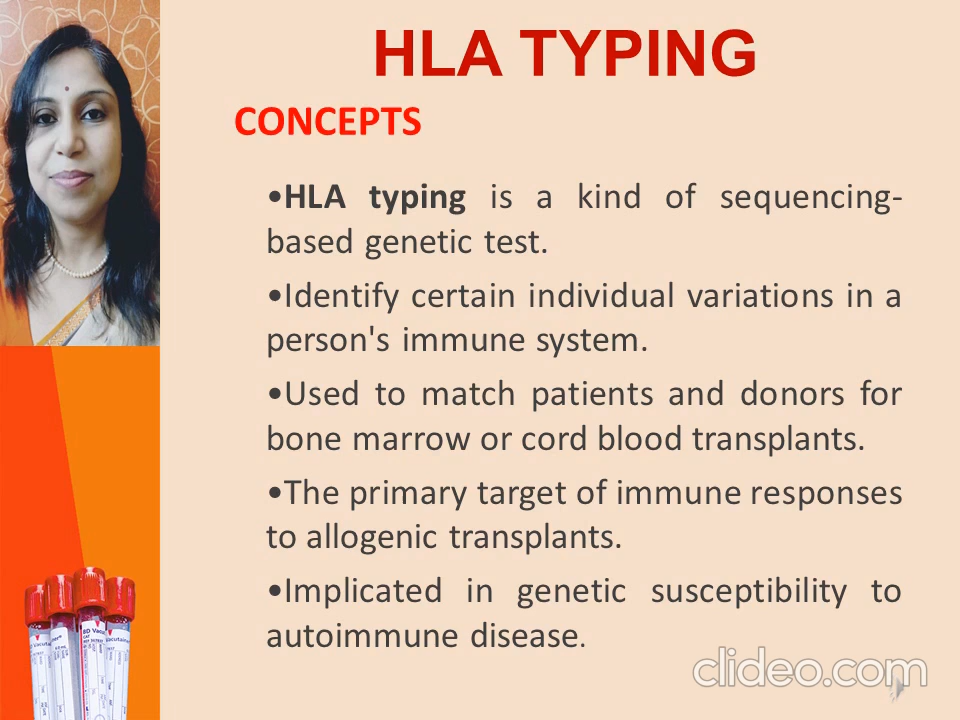 HLA TYPING
CONCEPTS
•HLA typing is a kind of sequencing-
based genetic test.
•Identify certain individual variations in a
person's immune system.
•Used to match patients and donors for
bone marrow or cord blood transplants.
•The primary target of immune responses
to allogenic transplants.
•Implicated in genetic susceptibility to
autoimmune disease.
clideo.com